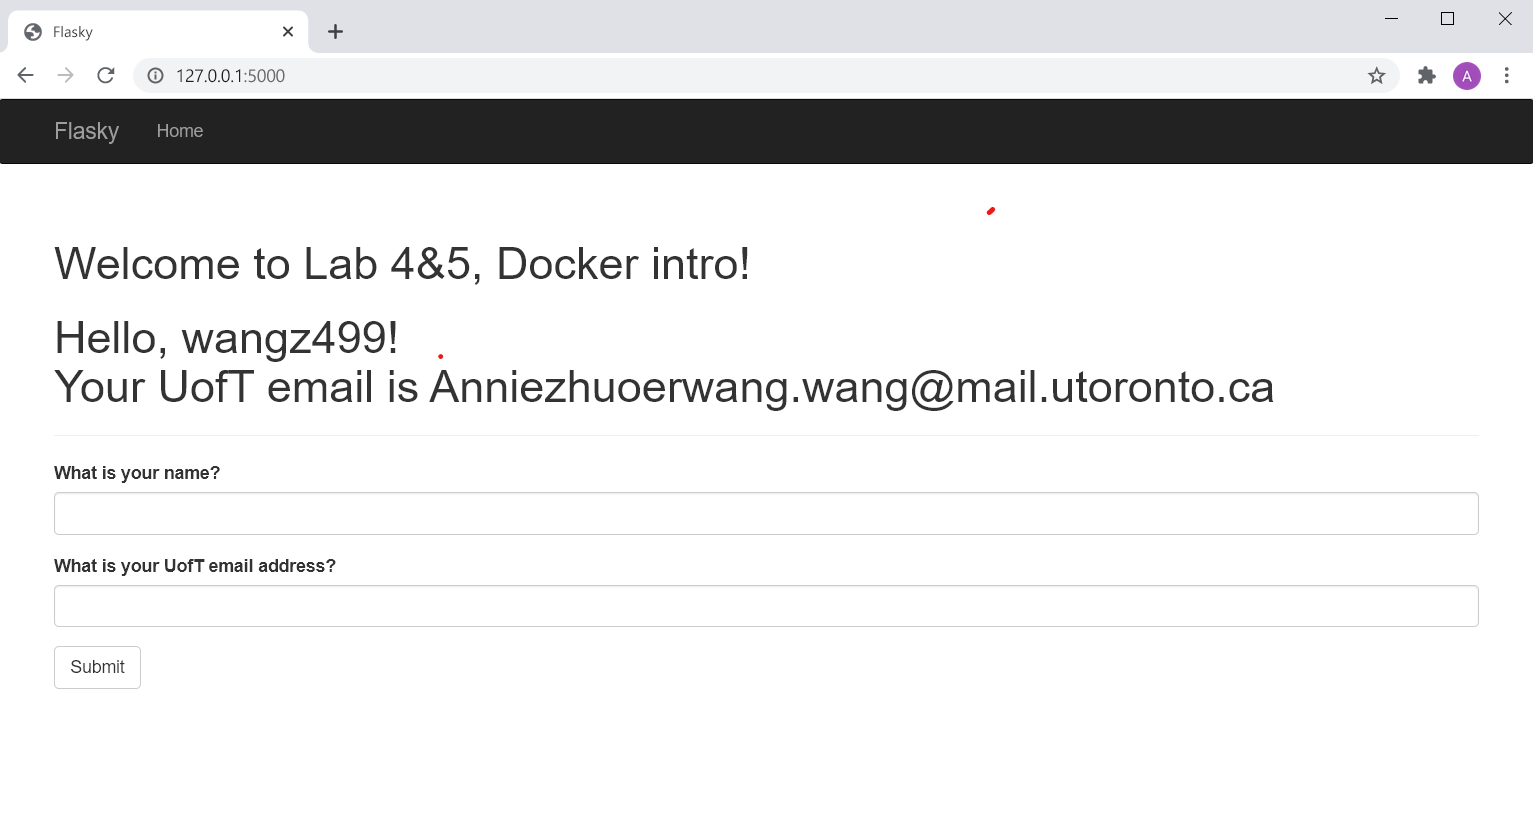 Flasky
127.0.0.1:5000
A
Flasky Home
Welcome to Lab 4&5, Docker intro!
Hello, wangz499!
Your UofT email is Anniezhuoerwang.wang@mail.utoronto.ca
What is your name?
What is your UofT email address?
Submit